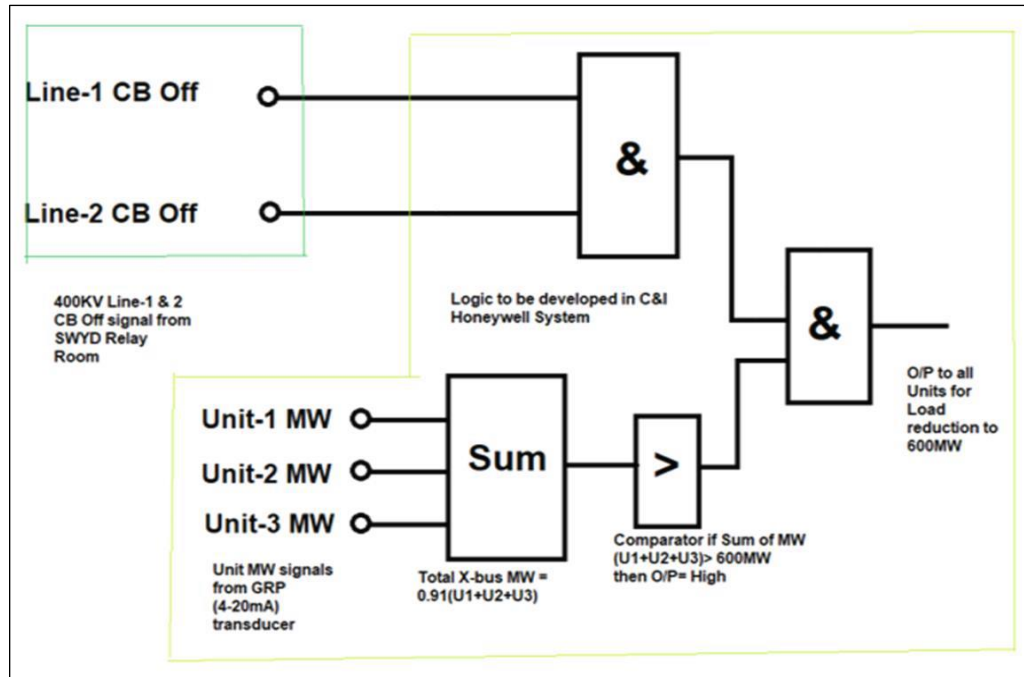 Line-1 CB Off
&
Line-2 CB Off
400KV Line-1 & 2
CB Off signal from
SWYD Relay
Room
Logic to be developed in C&I
Honeywell System
&
O/P to all
Units for
Load
reduction to
600MW
Unit-1 MW
Unit-2 MW
Unit-3 MW
Sum
>
Unit MW signals
from GRP
(4-20mA)
transducer
Total X-bus MW =
0.91(U1+U2+U3)
Comparator if Sum of MW
(U1+U2+U3)> 600MW
then O/P= High